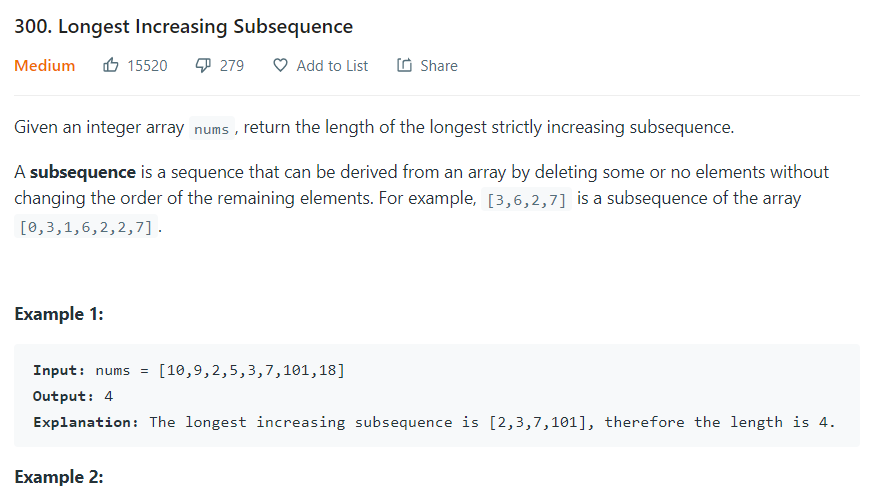 300. Longest Increasing Subsequence
Medium 15520 279 Add to List Share
Given an integer array nums , return the length of the longest strictly increasing subsequence.
A subsequence is a sequence that can be derived from an array by deleting some or no elements without
changing the order of the remaining elements. For example, [3,6,2,7] is a subsequence of the array
[0,3,1,6,2,2,7] .
Example 1:
Input: nums = [10,9,2,5,3,7,101,18]
Output: 4
Explanation: The longest increasing subsequence is [2,3,7,101], therefore the length is 4.
Example 2: